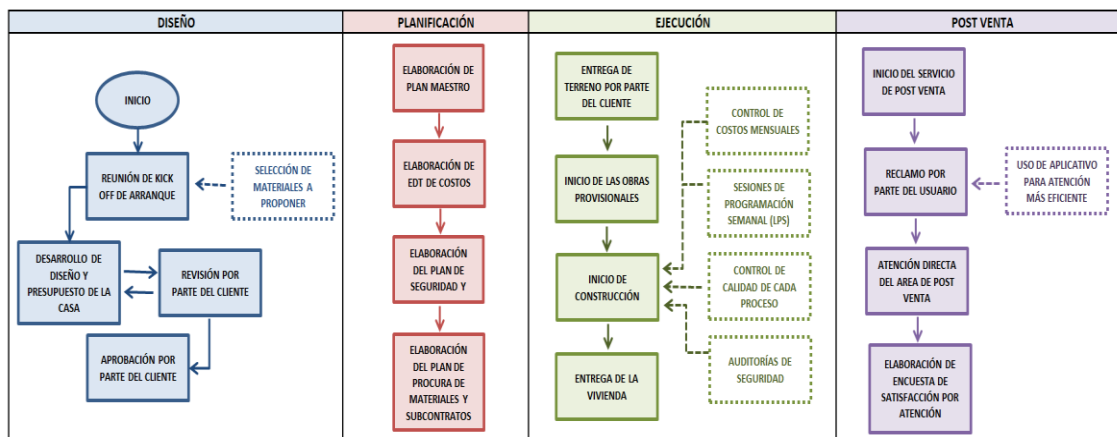 DISEÑO
PLANIFICACIÓN
EJECUCIÓN
POST VENTA
INICIO
REUNIÓN DE KICK
OFF DE ARRANQUE
SELECCIÓN DE
MATERIALES A
PROPONER
DESARROLLO DE
DISEÑO Y
PRESUPUESTO DE LA
CASA
REVISIÓN POR
PARTE DEL CLIENTE
APROBACIÓN POR
PARTE DEL CLIENTE
ELABORACIÓN DE
PLAN MAESTRO
ELABORACIÓN DE
EDT DE COSTOS
ELABORACIÓN
DEL PLAN DE
SEGURIDAD Y
ELABORACIÓN
DEL PLAN DE
PROCURA DE
MATERIALES Y
SUBCONTRATOS
ENTREGA DE
TERRENO POR PARTE
DEL CLIENTE
CONTROL DE
COSTOS MENSUALES
INICIO DE LAS OBRAS
PROVISIONALES
SESIONES DE
PROGRAMACIÓN
SEMANAL (LPS)
INICIO DE
CONSTRUCCIÓN
CONTROL DE
CALIDAD DE CADA
PROCESO
AUDITORÍAS DE
SEGURIDAD
ENTREGA DE LA
VIVIENDA
INICIO DEL SERVICIO
DE POST VENTA
RECLAMO POR
PARTE DEL USUARIO
USO DE APLICATIVO
PARA ATENCIÓN
MÁS EFICIENTE
ATENCIÓN DIRECTA
DEL AREA DE POST
VENTA
ELABORACIÓN DE
ENCUESTA DE
SATISFACCIÓN POR
ATENCIÓN